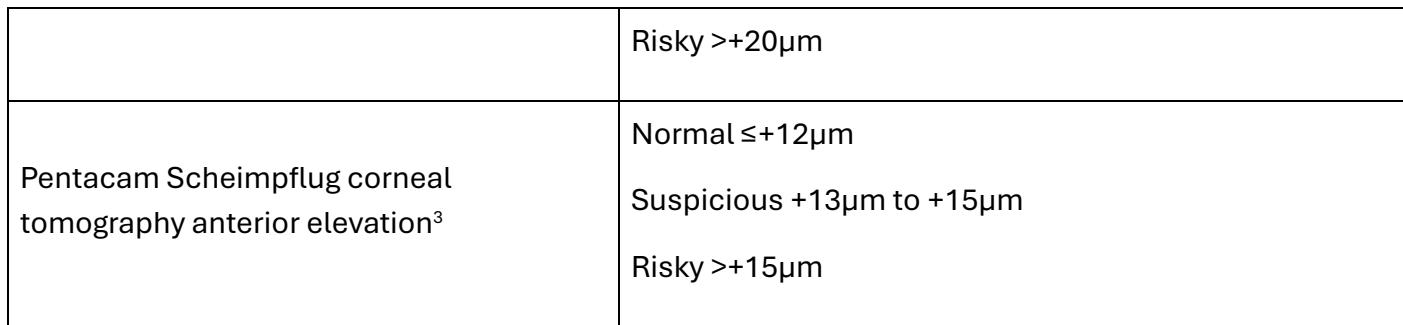 Risky >+20µm
Normal ≤+12µm
Pentacam Scheimpflug corneal
tomography anterior elevation³
Suspicious +13µm to +15µm
Risky >+15µm